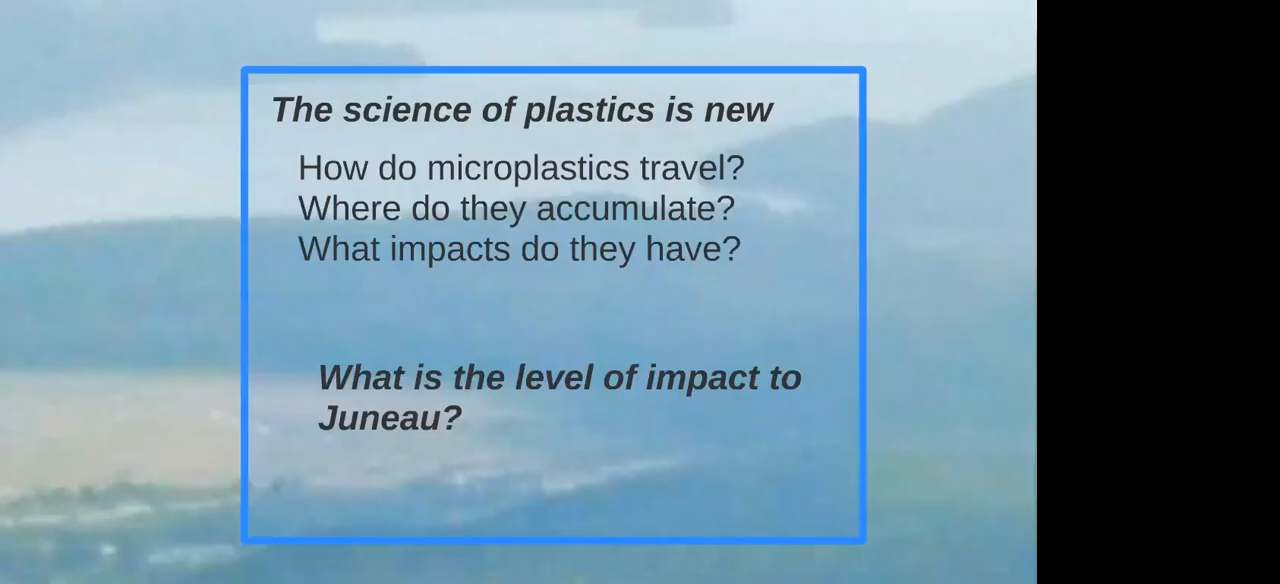 The science of plastics is new
How do microplastics travel?
Where do they accumulate?
What impacts do they have?
What is the level of impact to
Juneau?